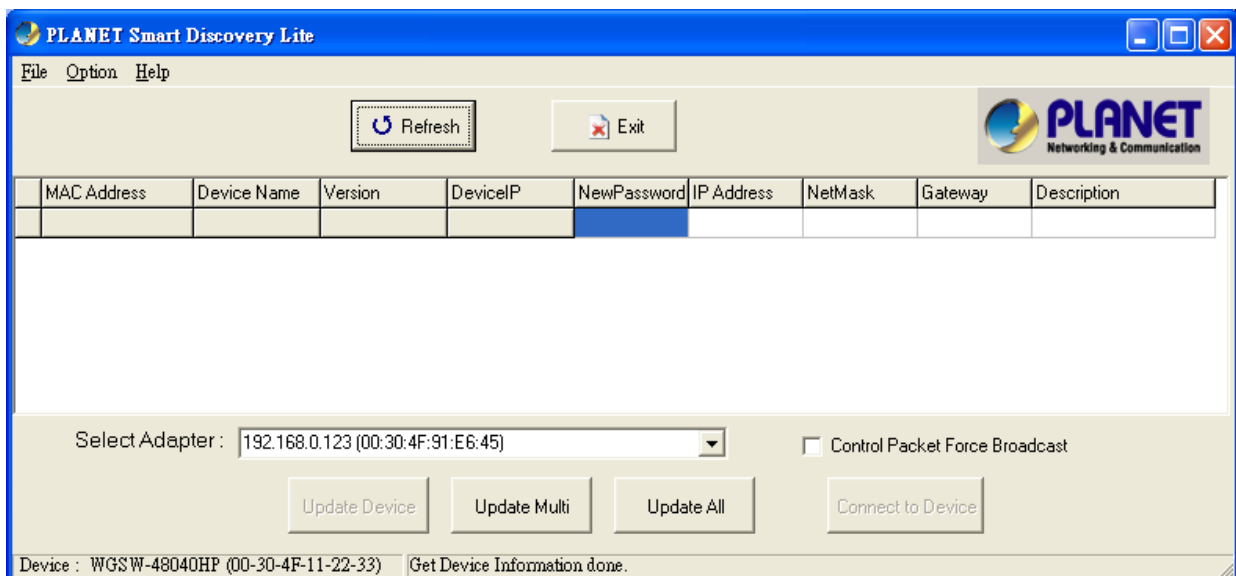 PLANET Smart Discovery Lite
File Option Help
Refresh Exit PLANET
Networking & Communication
MAC Address Device Name Version DeviceIP NewPassword IP Address NetMask Gateway Description
Select Adapter : 192.168.0.123 (00:30:4F:91:E6:45) Control Packet Force Broadcast
Update Device Update Multi Update All Connect to Device
Device : WGSW-48040HP (00-30-4F-11-22-33) Get Device Information done.